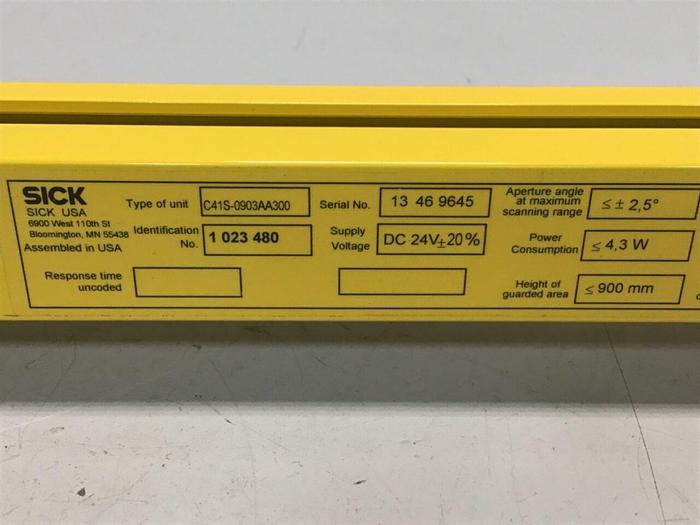 SICK
SICK USA
6900 West 110th St
Bloomington, MN 55438
Assembled in USA
Type of unit C41S-0903AA300
Identification No. 1 023 480
Response time uncoded
Serial No. 13 46 9645
Supply Voltage DC 24V±20%
Aperture angle at maximum scanning range ≤ ± 2,5°
Power Consumption ≤ 4,3 W
Height of guarded area ≤ 900 mm